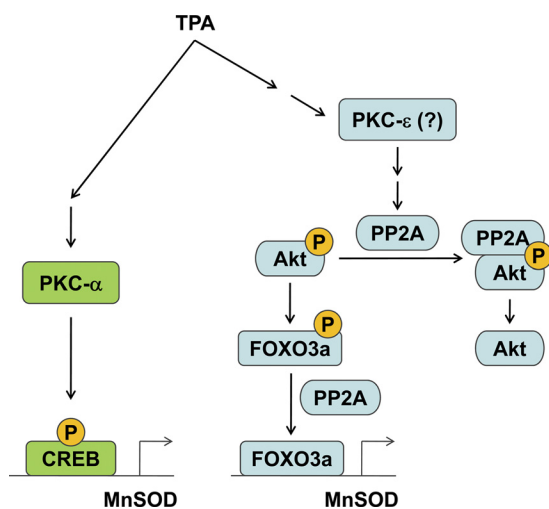 TPA
PKC-ε (?)
PP2A
P
Akt
PP2A
P
Akt
PKC-α
P
FOXO3a
Akt
PP2A
P
CREB
FOXO3a
MnSOD
MnSOD